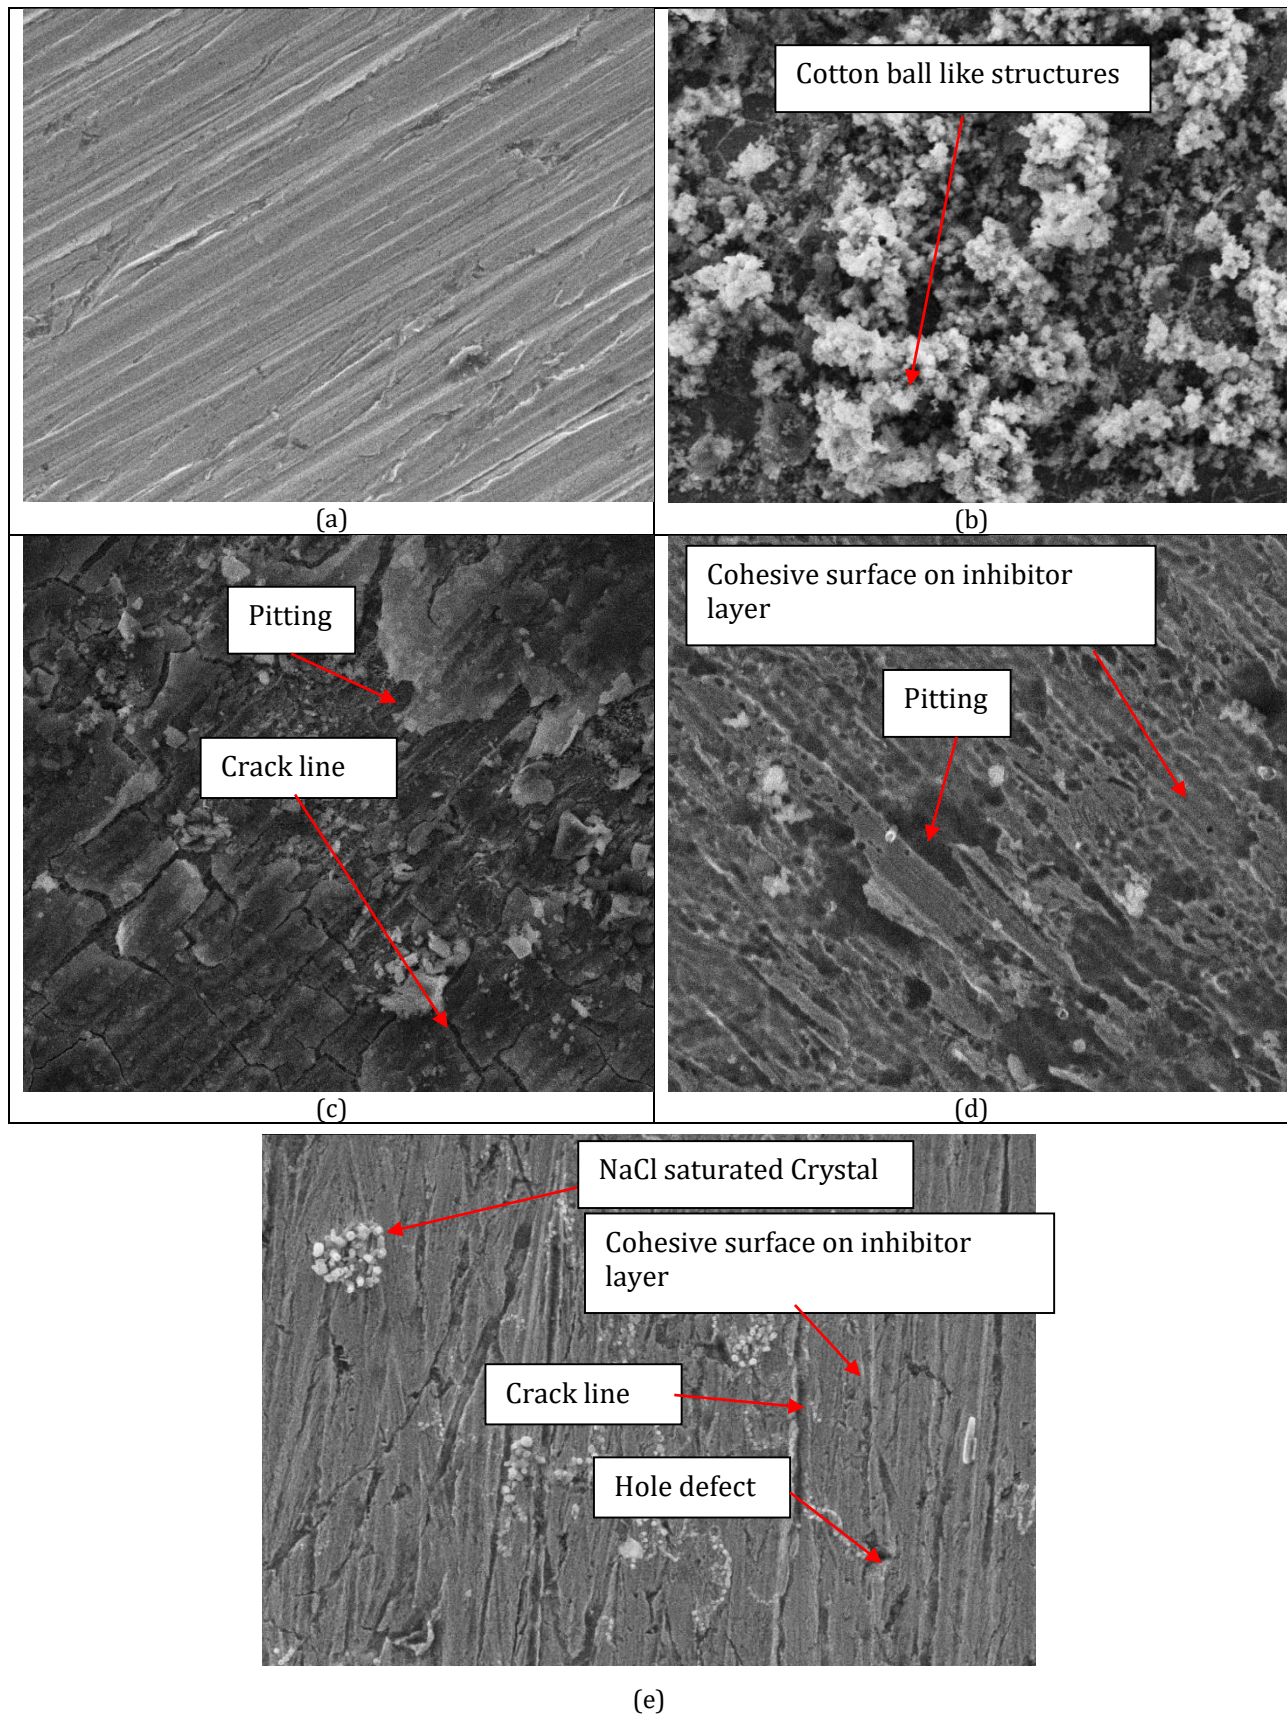 Cotton ball like structures
(a)
(b)
Pitting
Crack line
(c)
Cohesive surface on inhibitor
layer
Pitting
(d)
NaCl saturated Crystal
Cohesive surface on inhibitor
layer
Crack line
Hole defect
(e)